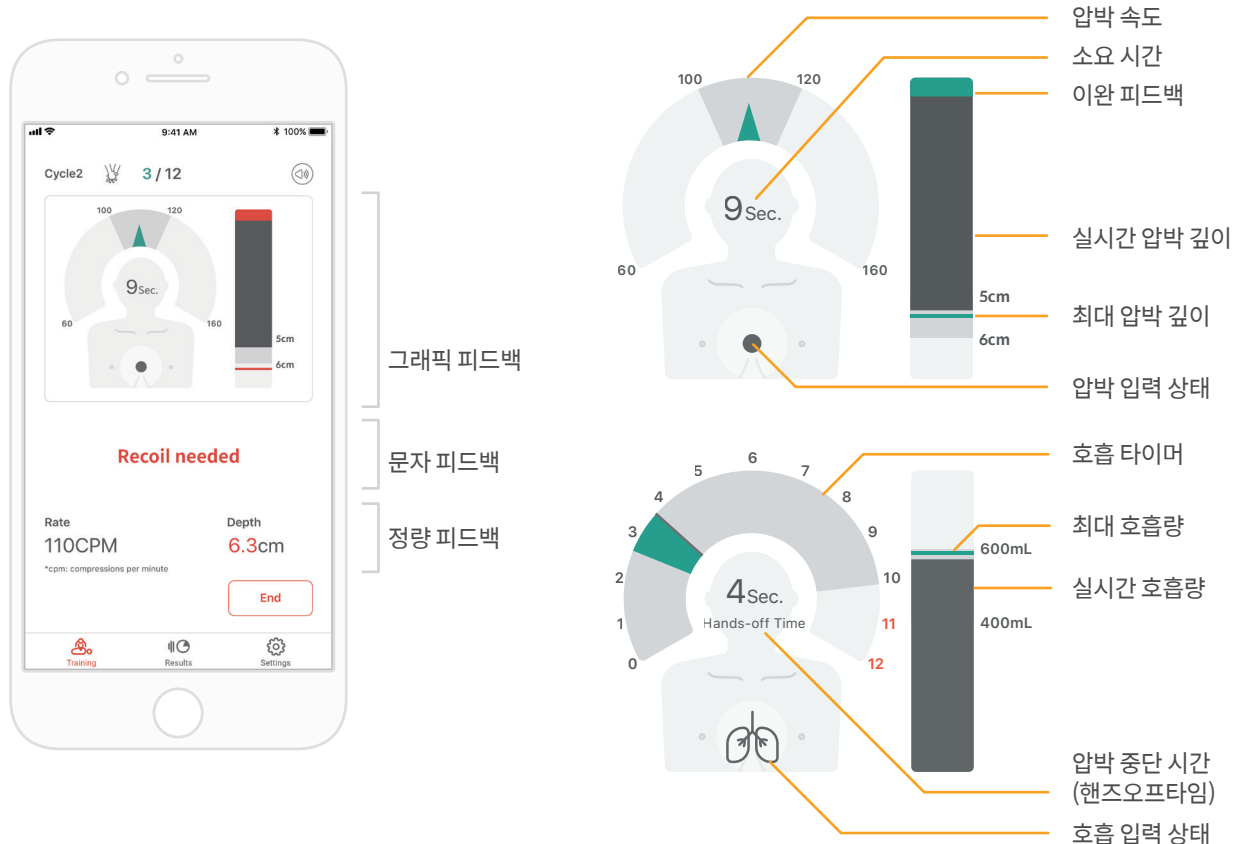 9:41 AM
100%
Cycle2
3 / 12
100
120
9Sec.
60
160
5cm
6cm
Recoil needed
Rate
Depth
110CPM
6.3cm
*cpm: compressions per minute
End
Training
Results
Settings
그래픽 피드백
문자 피드백
정량 피드백
압박 속도
소요 시간
이완 피드백
100
120
9Sec.
60
160
실시간 압박 깊이
5cm
최대 압박 깊이
6cm
압박 입력 상태
호흡 타이머
6
5
7
4
8
3
9
2
10
1
11
0
12
4Sec.
Hands-off Time
최대 호흡량
600mL
실시간 호흡량
400mL
압박 중단 시간
(핸즈오프타임)
호흡 입력 상태